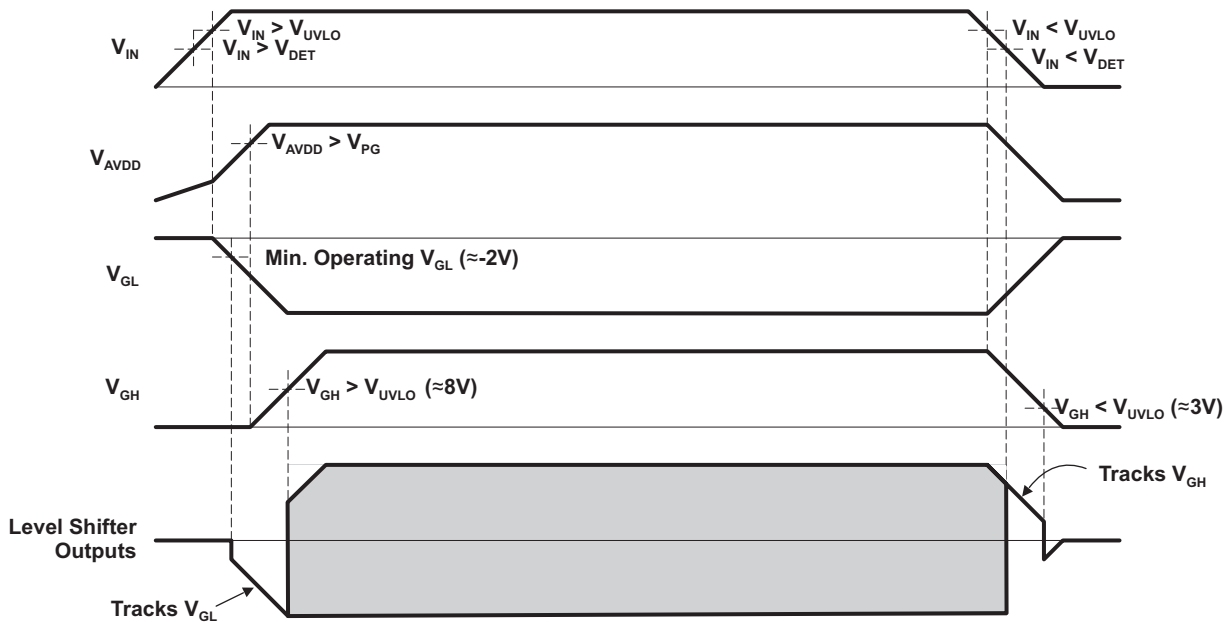 V_IN
V_IN > V_UVLO
V_IN > V_DET
V_IN < V_UVLO
V_IN < V_DET
V_AVDD
V_AVDD > V_PG
V_GL
Min. Operating V_GL (≈-2V)
V_GH
V_GH > V_UVLO (≈8V)
V_GH < V_UVLO (≈3V)
Tracks V_GH
Level Shifter
Outputs
Tracks V_GL